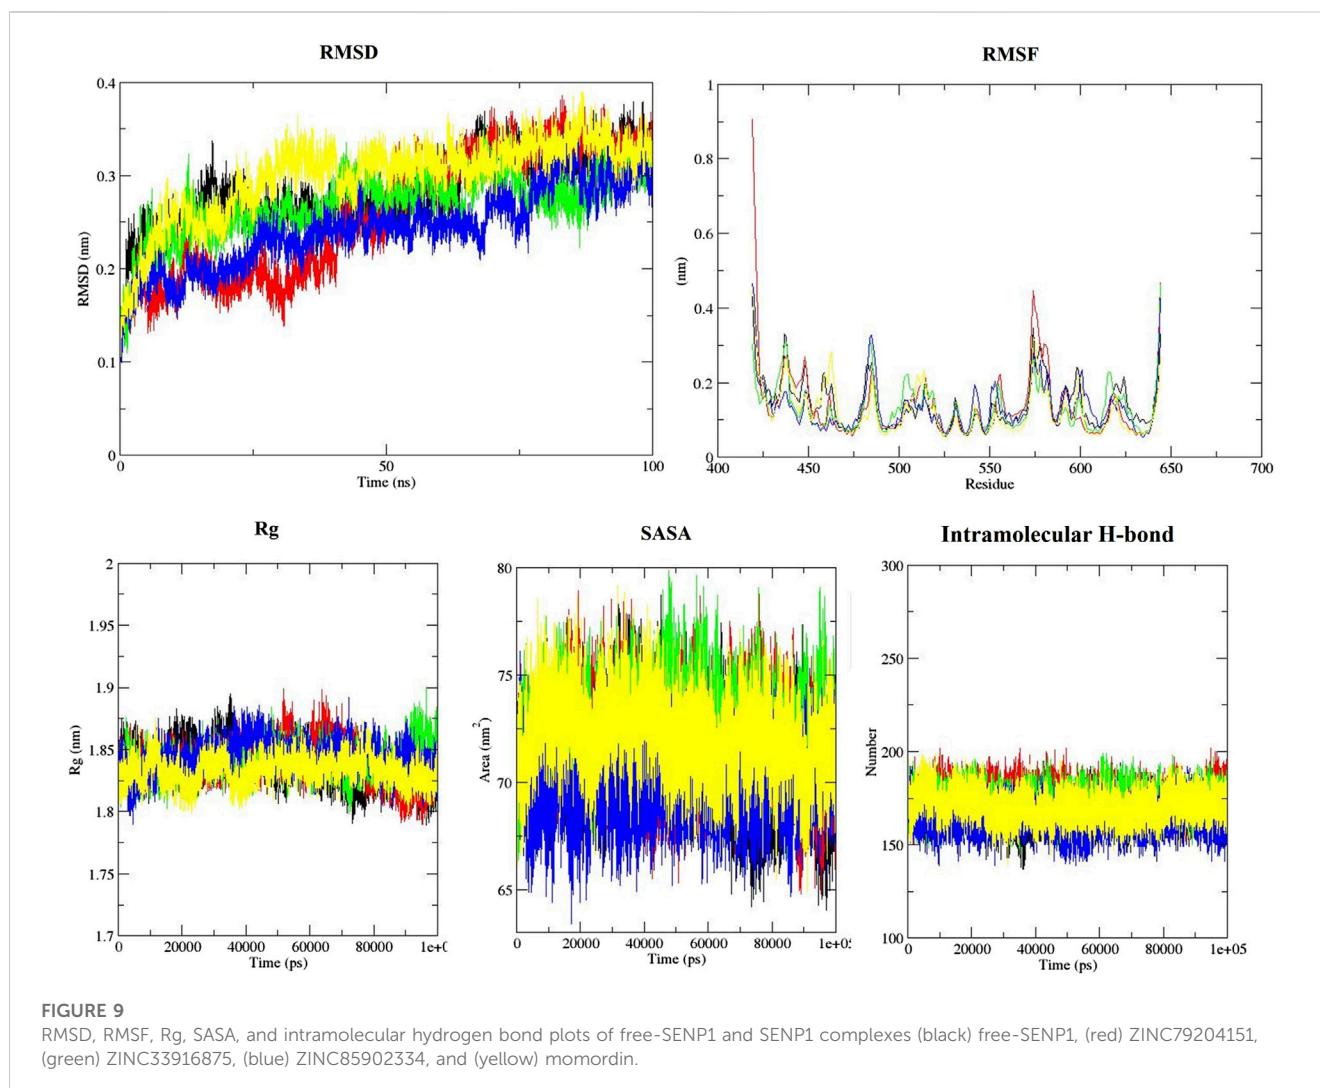 RMSD
0.4
0.3
0.2
0.1
0
RMSD (nm)
0
50
100
Time (ns)
RMSF
1
0.8
0.6
0.4
0.2
0
(nm)
400
450
500
550
600
650
700
Residue
Rg
2
1.95
1.9
1.85
1.8
1.75
1.7
Rg (nm)
0
20000
40000
60000
80000
1e+0
Time (ps)
SASA
80
75
70
65
Area (nm²)
0
20000
40000
60000
80000
1e+05
Time (ps)
Intramolecular H-bond
300
250
200
150
100
Number
0
20000
40000
60000
80000
1e+05
Time (ps)
FIGURE 9
RMSD, RMSF, Rg, SASA, and intramolecular hydrogen bond plots of free-SENP1 and SENP1 complexes (black) free-SENP1, (red) ZINC79204151,
(green) ZINC33916875, (blue) ZINC85902334, and (yellow) momordin.